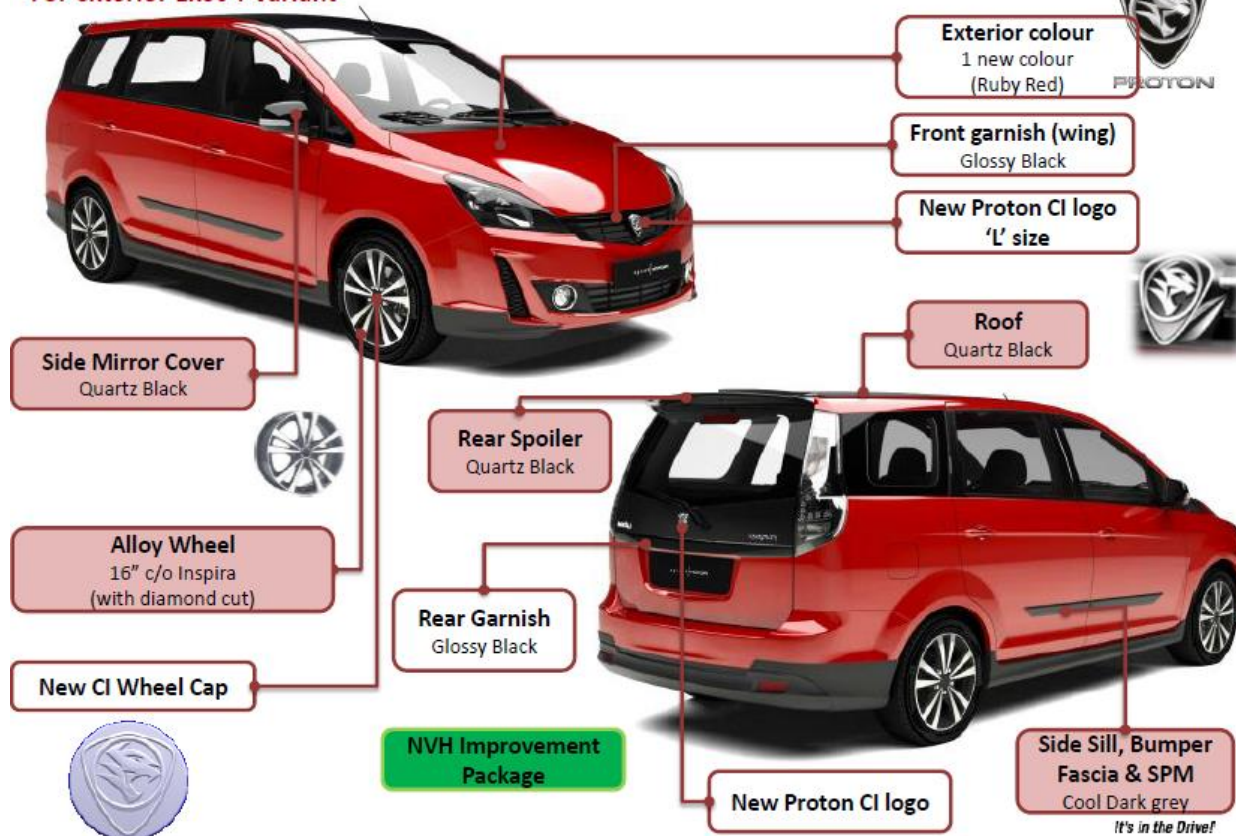 Exterior colour
1 new colour
(Ruby Red)
PROTON
Front garnish (wing)
Glossy Black
New Proton CI logo
‘L’ size
Roof
Quartz Black
Side Mirror Cover
Quartz Black
Rear Spoiler
Quartz Black
Alloy Wheel
16” c/o Inspira
(with diamond cut)
Rear Garnish
Glossy Black
New CI Wheel Cap
NVH Improvement
Package
New Proton CI logo
Side Sill, Bumper
Fascia & SPM
Cool Dark grey
It's in the Drive!